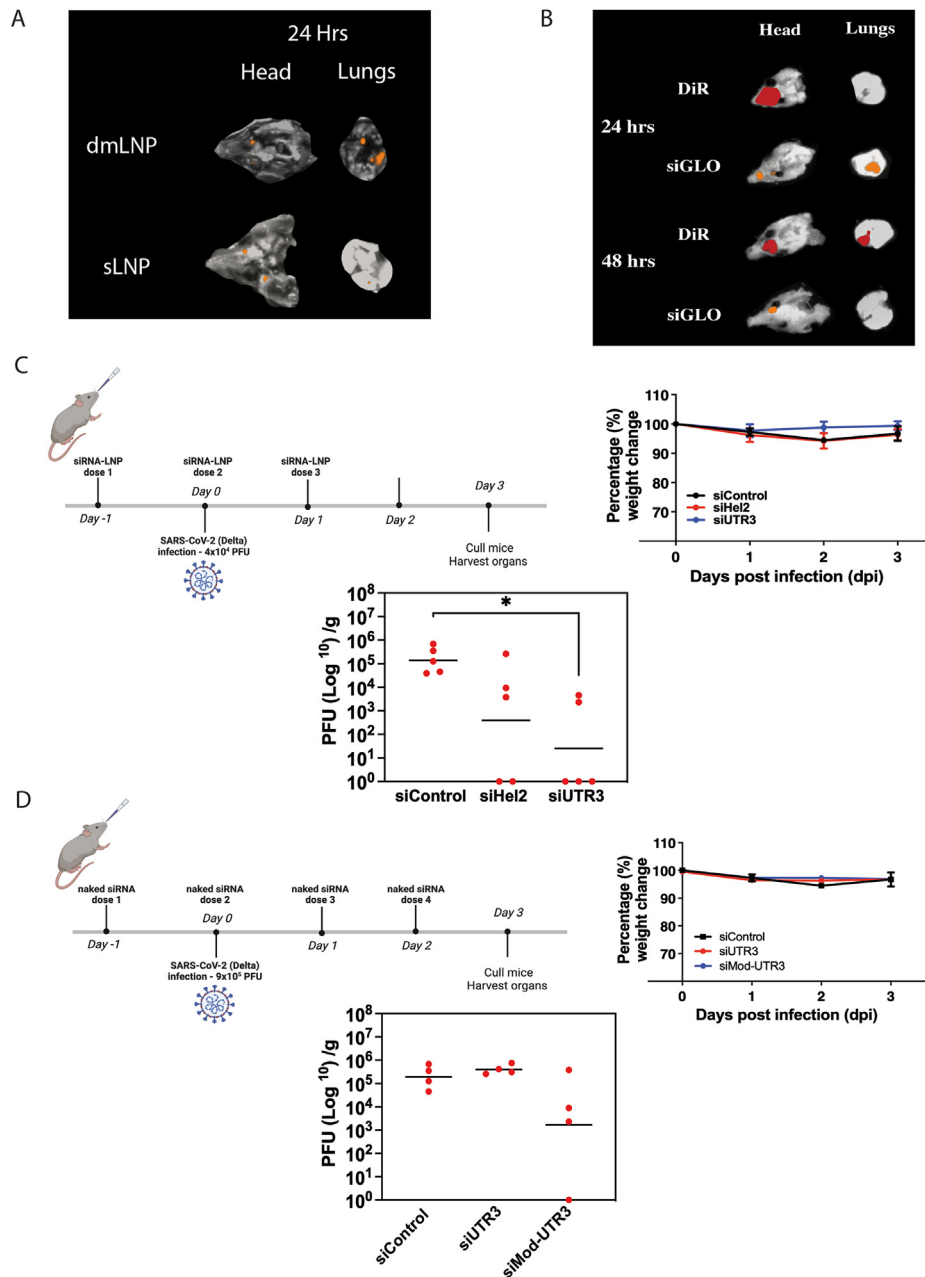 A
24 Hrs
Head Lungs
dmLNP
sLNP
B
Head Lungs
DiR
24 hrs
siGLO
DiR
48 hrs
siGLO
C
siRNA-LNP
dose 1
siRNA-LNP
dose 2
siRNA-LNP
dose 3
Day 0
Day 3
Day -1
Day 1
Day 2
SARS-CoV-2 (Delta)
infection - 4x10⁴ PFU
Cull mice
Harvest organs
Percentage (%)
weight change
110
100
90
80
70
siControl
siHel2
siUTR3
0 1 2 3
Days post infection (dpi)
PFU (Log ¹⁰) /g
10⁸
10⁷
10⁶
10⁵
10⁴
10³
10²
10¹
10⁰
*
siControl siHel2 siUTR3
D
naked siRNA
dose 1
naked siRNA
dose 2
naked siRNA
dose 3
naked siRNA
dose 4
Day 0
Day 3
Day -1
Day 1
Day 2
SARS-CoV-2 (Delta)
infection - 9x10⁵ PFU
Cull mice
Harvest organs
Percentage (%)
weight change
110
100
90
80
70
siControl
siUTR3
siMod-UTR3
0 1 2 3
Days post infection (dpi)
PFU (Log ¹⁰) /g
10⁸
10⁷
10⁶
10⁵
10⁴
10³
10²
10¹
10⁰
siControl
siUTR3
siMod-UTR3